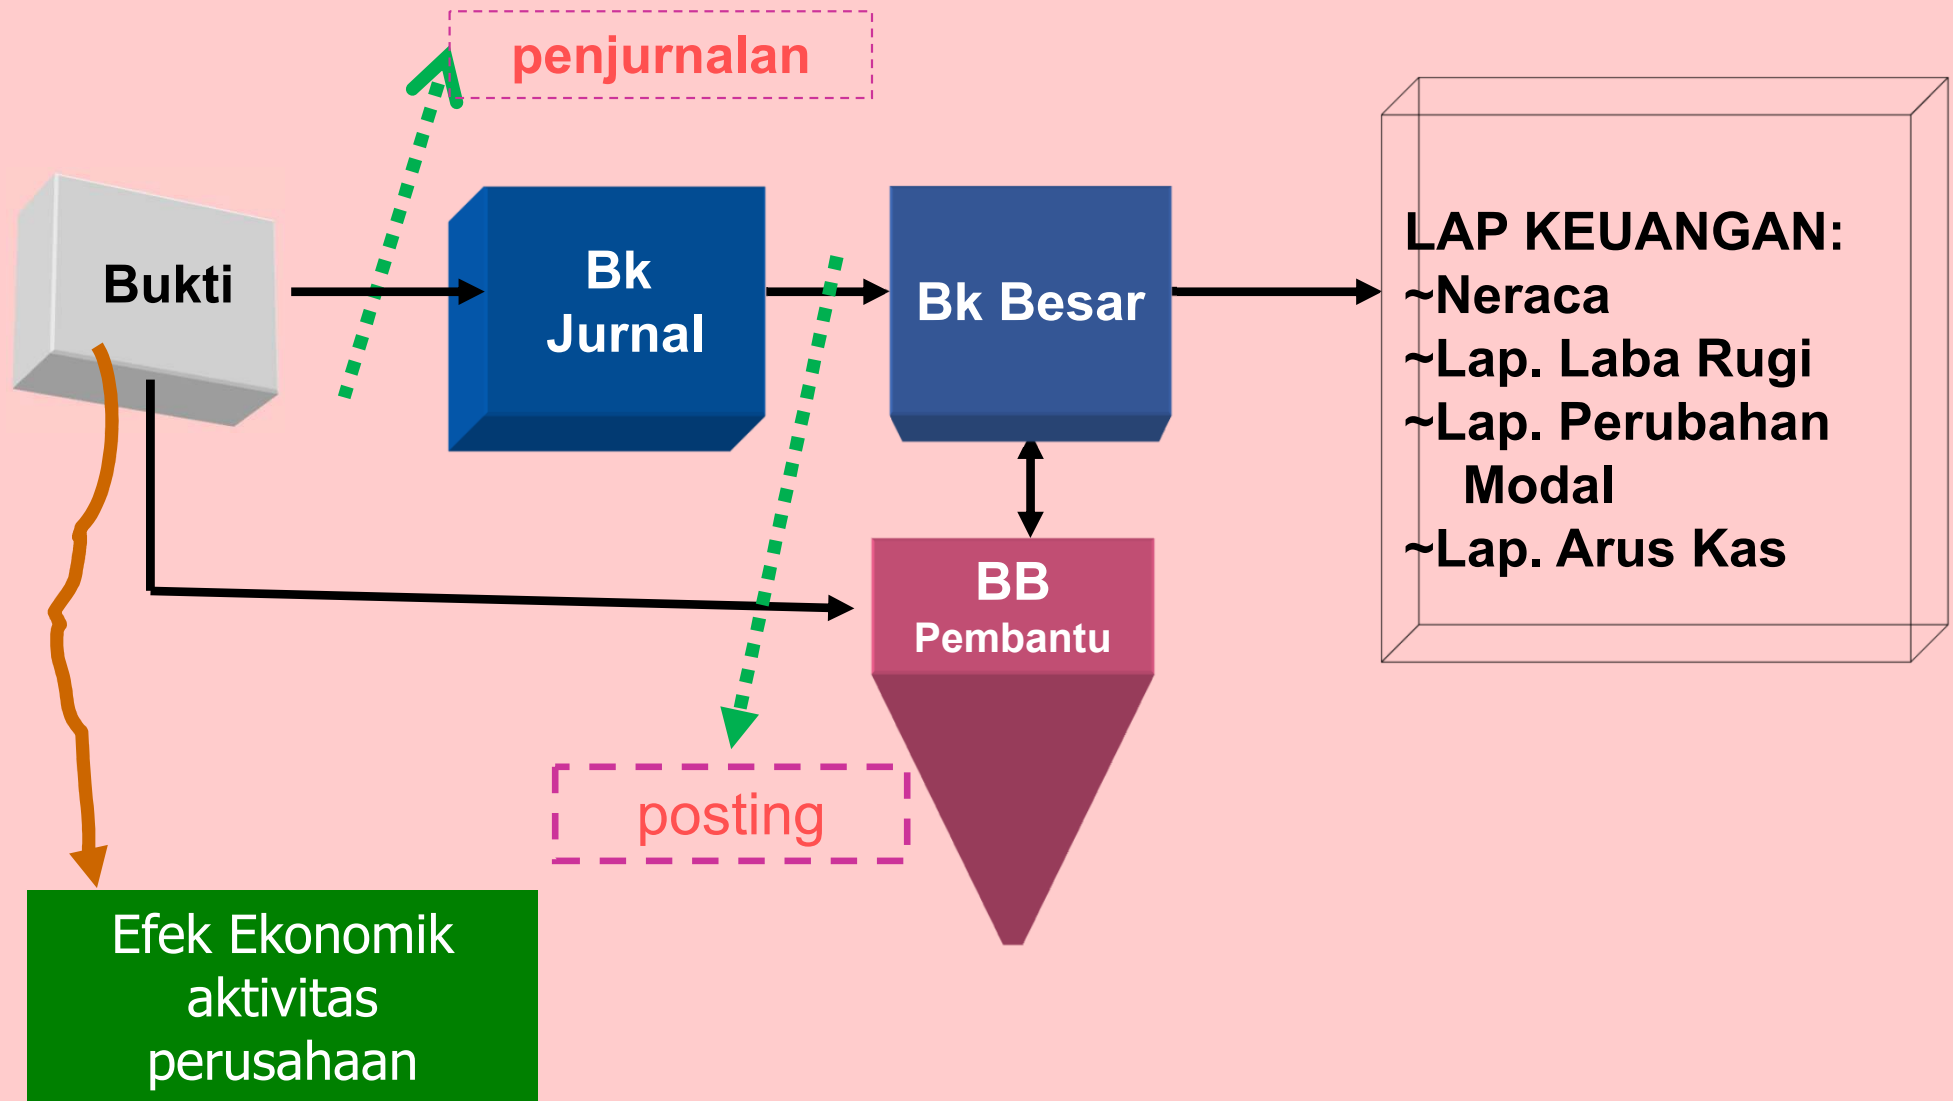 penjurnalan
Bukti
Bk
Jurnal
Bk Besar
LAP KEUANGAN:
~Neraca
~Lap. Laba Rugi
~Lap. Perubahan
Modal
~Lap. Arus Kas
BB
Pembantu
posting
Efek Ekonomik
aktivitas
perusahaan